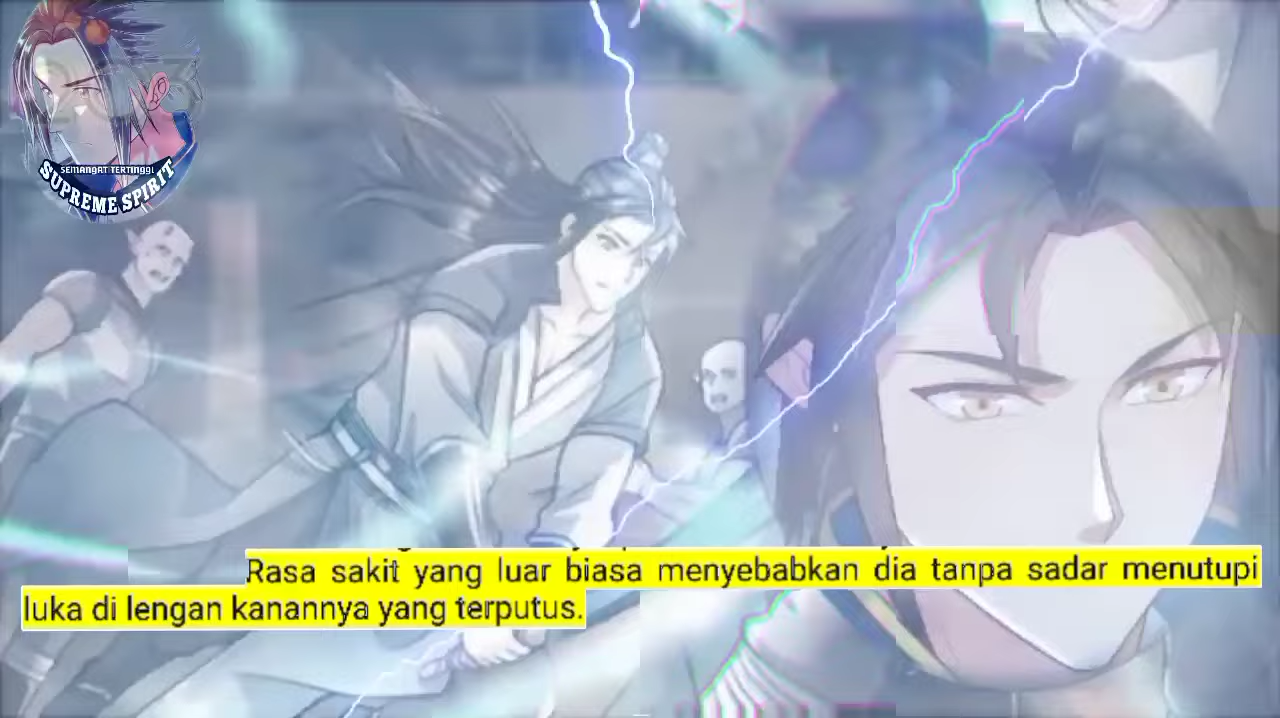 SEMANGAT TERTINGGI
SUPREME SPIRIT
Rasa sakit yang luar biasa menyebabkan dia tanpa sadar menutupi
luka di lengan kanannya yang terputus.